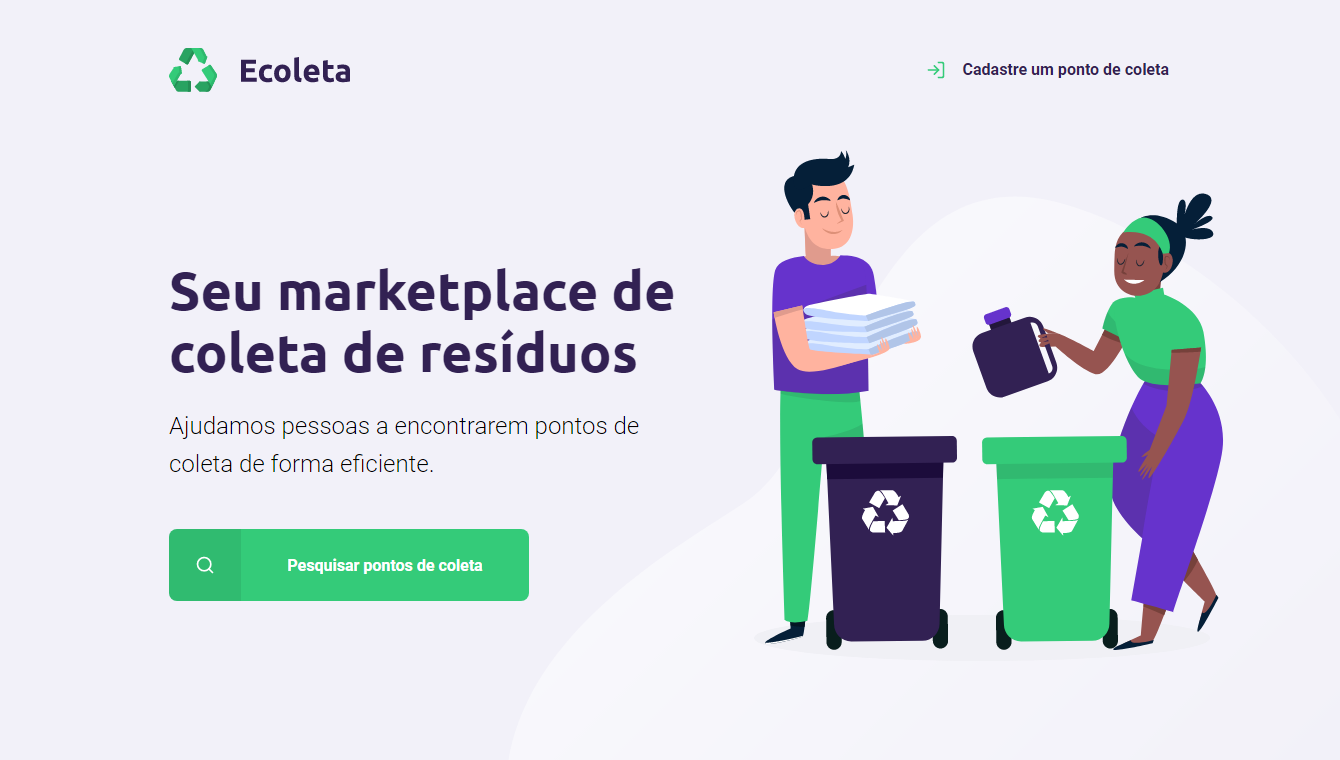 Ecoleta
Cadastre um ponto de coleta
Seu marketplace de
coleta de resíduos
Ajudamos pessoas a encontrarem pontos de
coleta de forma eficiente.
Pesquisar pontos de coleta